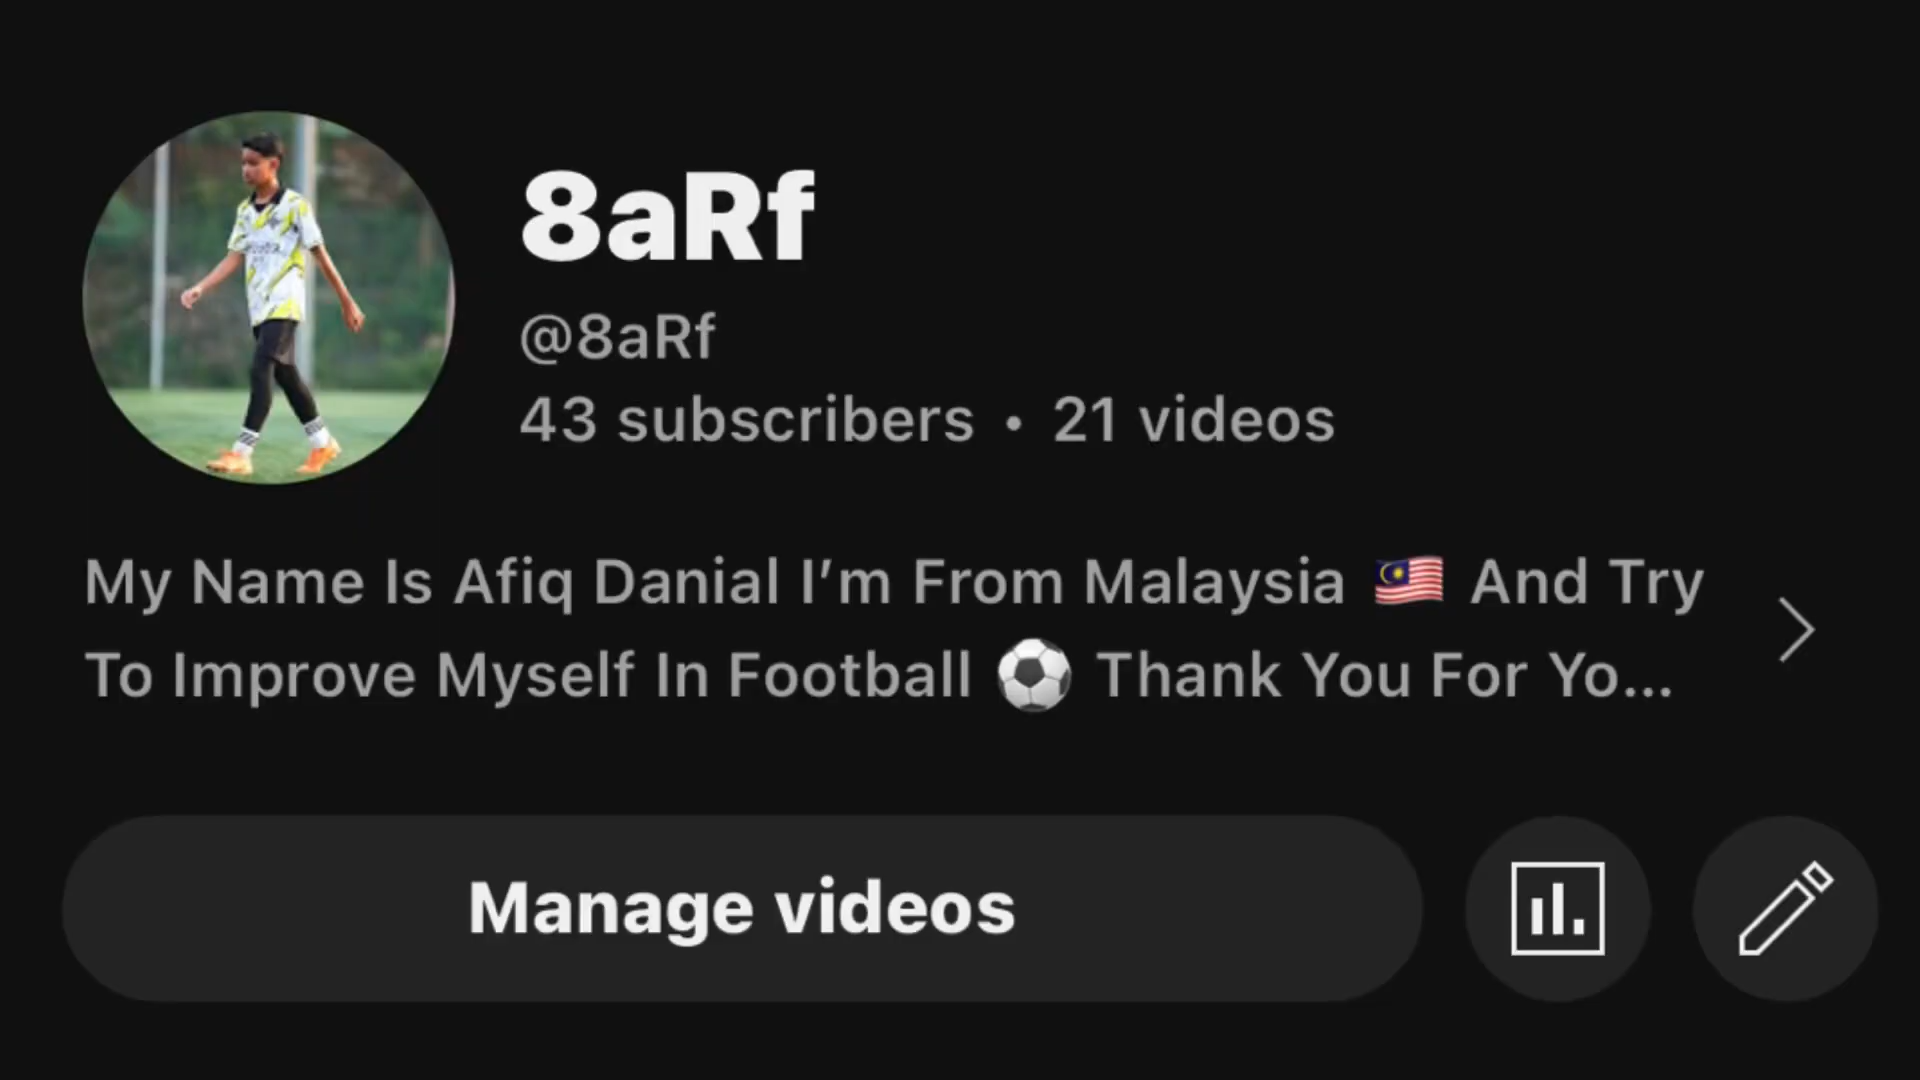 8aRf
@8aRf
43 subscribers • 21 videos
My Name Is Afiq Danial I’m From Malaysia 🇲🇾 And Try
To Improve Myself In Football ⚽ Thank You For Yo...
Manage videos